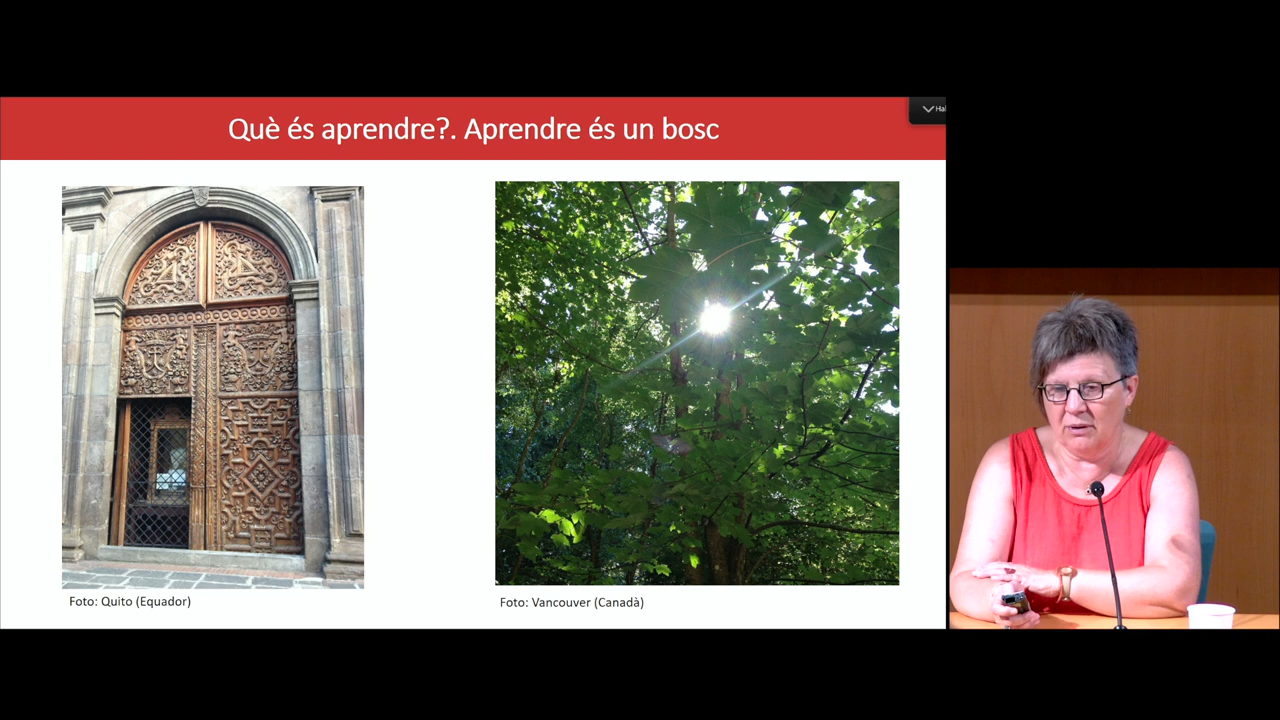 Què és aprendre?. Aprendre és un bosc
Foto: Quito (Equador)
Foto: Vancouver (Canadà)